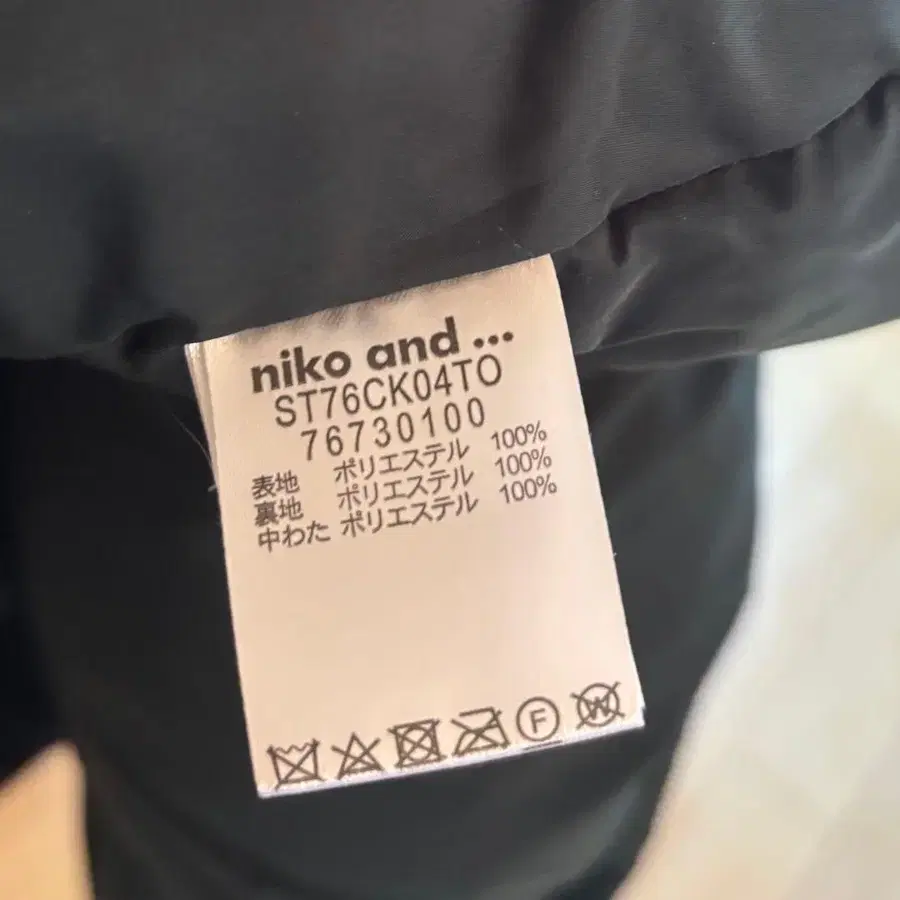 niko and ...
ST76CK04TO
76730100
表地 ポリエステル 100%
裏地 ポリエステル 100%
中わた ポリエステル 100%
F W